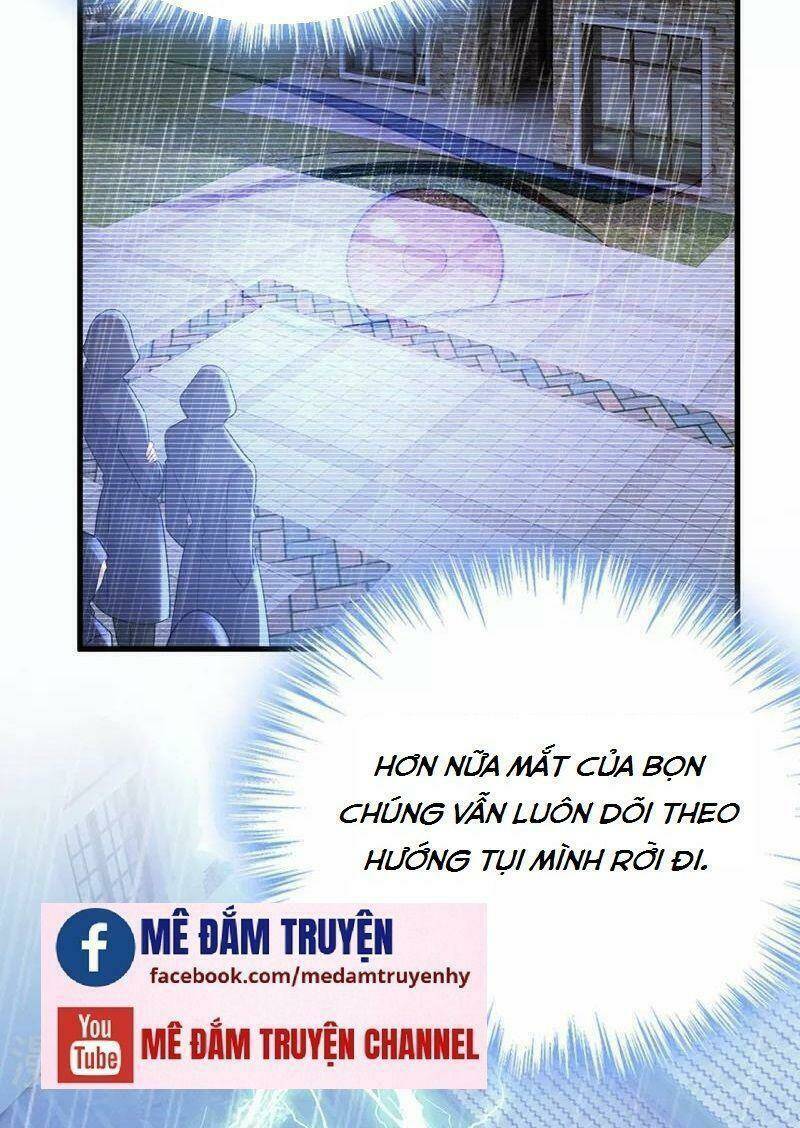 HƠN NỮA MẮT CỦA BỌN
CHÚNG VẪN LUÔN DÕI THEO
HƯỚNG TỤI MÌNH RỜI ĐI.
f MÊ ĐẮM TRUYỆN
facebook.com/medamtruyenhy
You
Tube
MÊ ĐẮM TRUYỆN CHANNEL